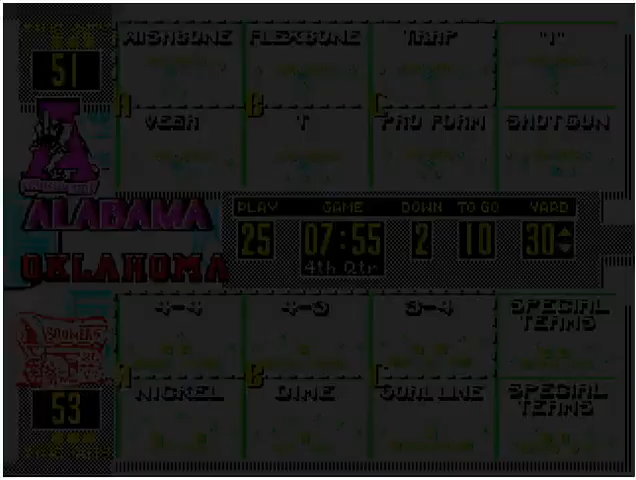 51
WISHBONE FLEXBONE TRAP "I"
A B C
VEER T PRO FORM SHOTGUN
ALABAMA
PLAY GAME DOWN TO GO YARD
25 07:55 2 10 30
4th Qtr
OKLAHOMA
4-4 4-3 3-4 SPECIAL TEAMS
SOONERS
A B C
NICKEL DIME GOAL LINE SPECIAL TEAMS
53